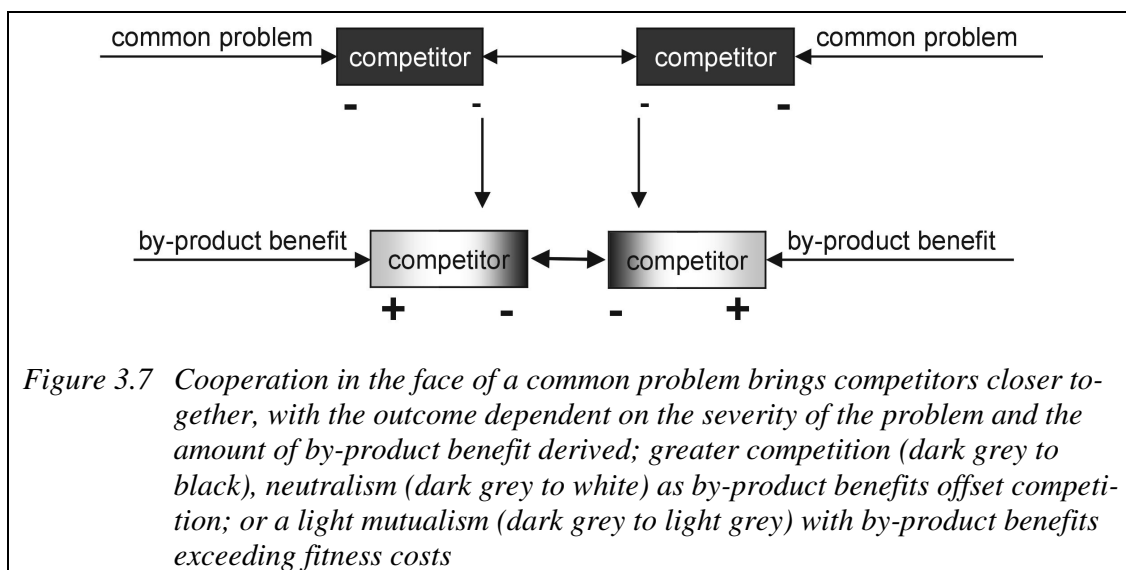 common problem competitor competitor common problem
- - - -
by-product benefit competitor competitor by-product benefit
+ - - +
Figure 3.7 Cooperation in the face of a common problem brings competitors closer to-
gether, with the outcome dependent on the severity of the problem and the
amount of by-product benefit derived; greater competition (dark grey to
black), neutralism (dark grey to white) as by-product benefits offset competi-
tion; or a light mutualism (dark grey to light grey) with by-product benefits
exceeding fitness costs